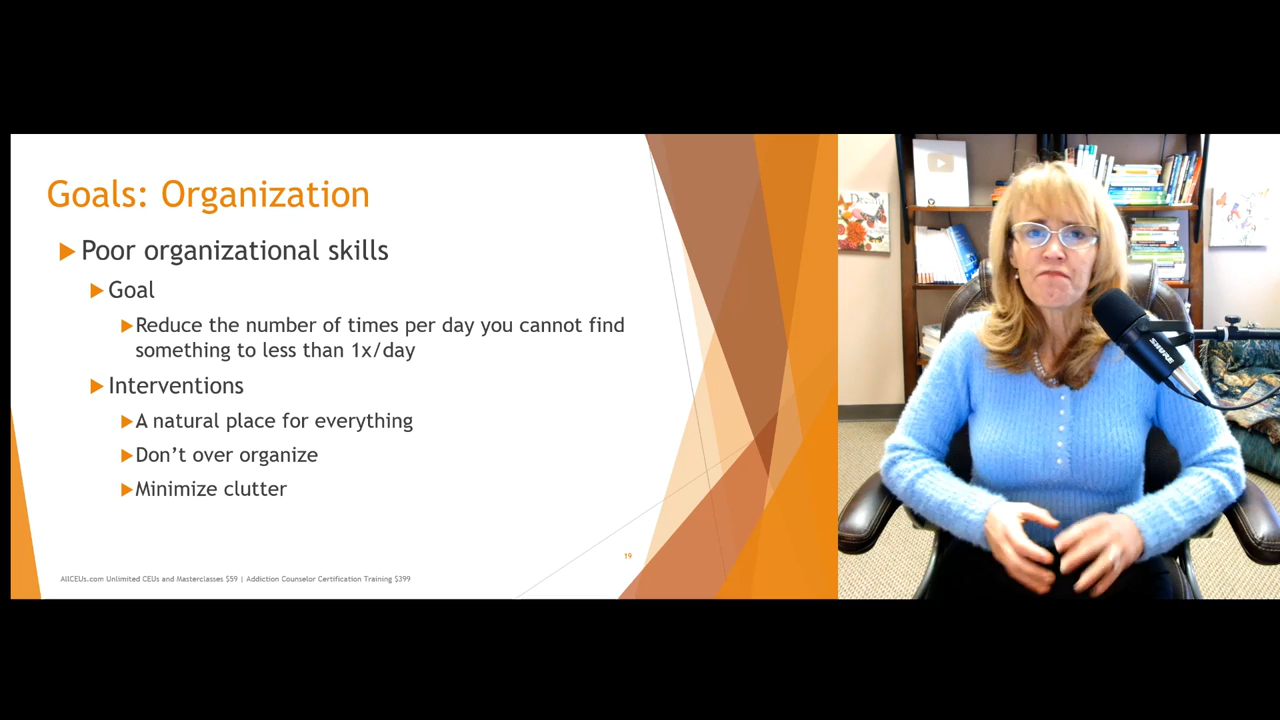 Goals: Organization
Poor organizational skills
Goal
Reduce the number of times per day you cannot find
something to less than 1x/day
Interventions
A natural place for everything
Don’t over organize
Minimize clutter
19
AllCEUs.com Unlimited CEUs and Masterclasses $59 | Addiction Counselor Certification Training $399
SHURE